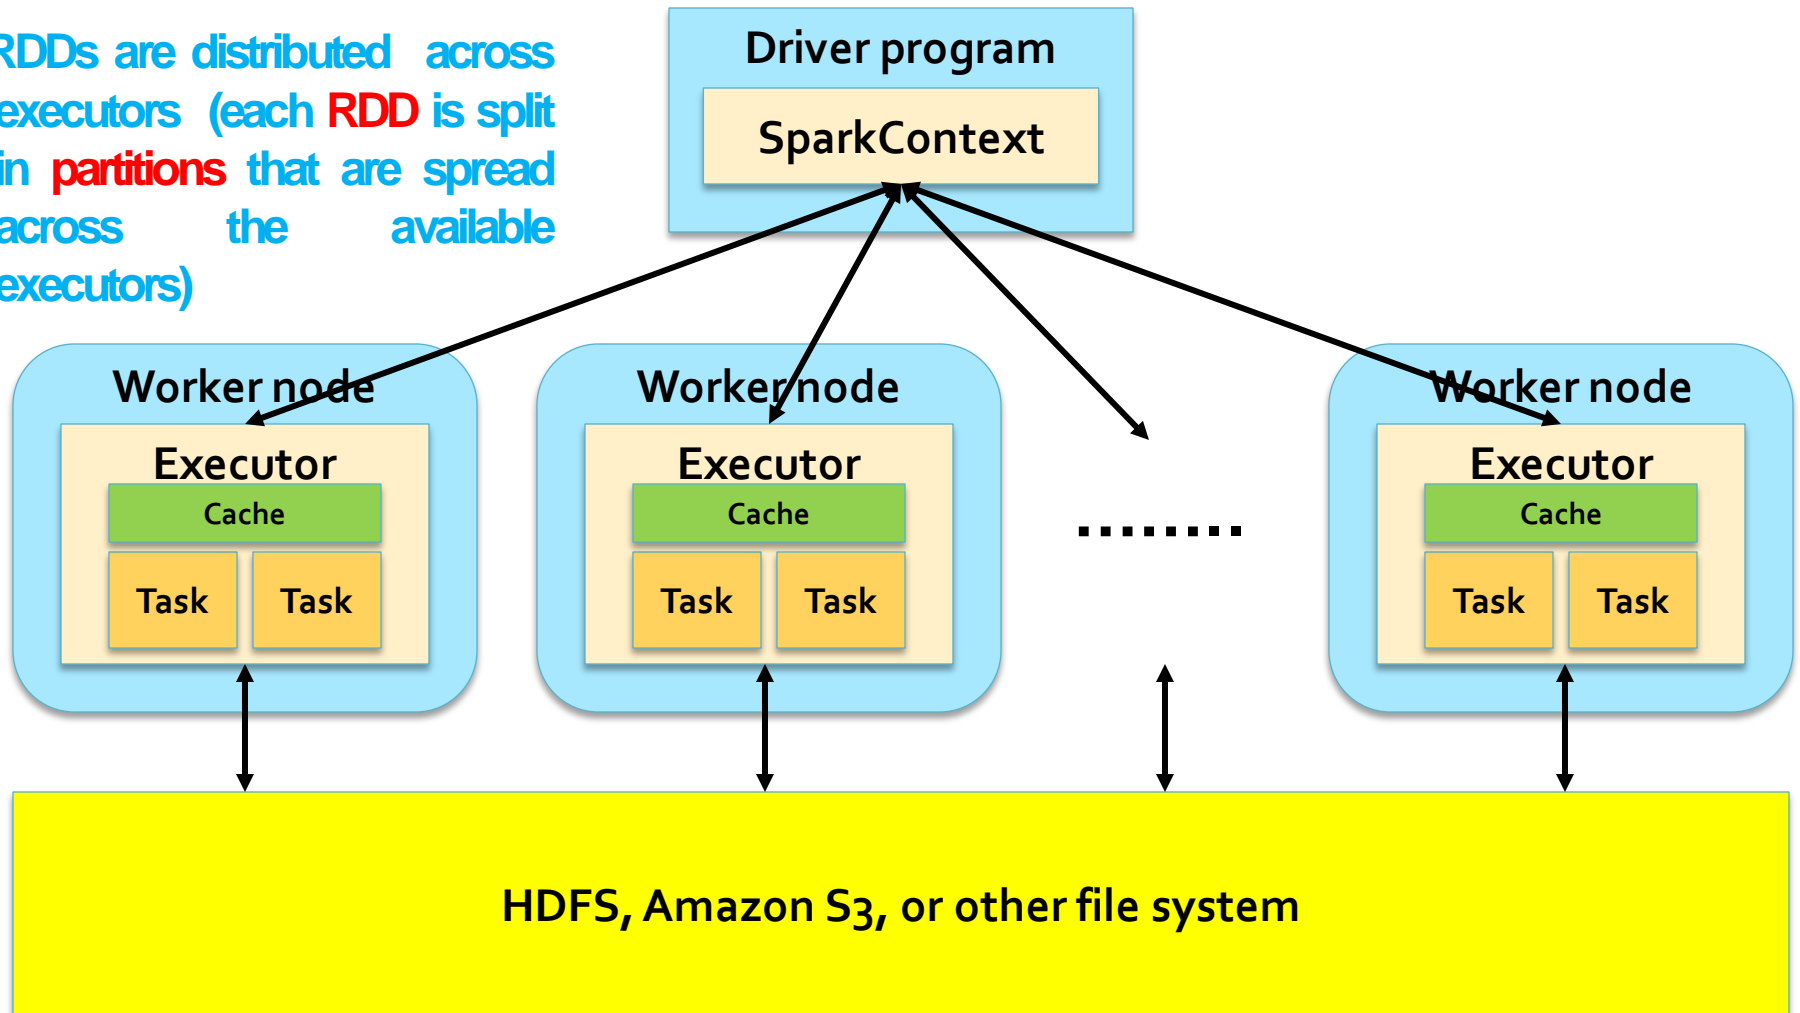 RDDs are distributed across
executors (each RDD is split
in partitions that are spread
across the available
executors)
Driver program
SparkContext
Worker node
Executor
Cache
Task Task
Worker node
Executor
Cache
Task Task
........
Worker node
Executor
Cache
Task Task
HDFS, Amazon S3, or other file system